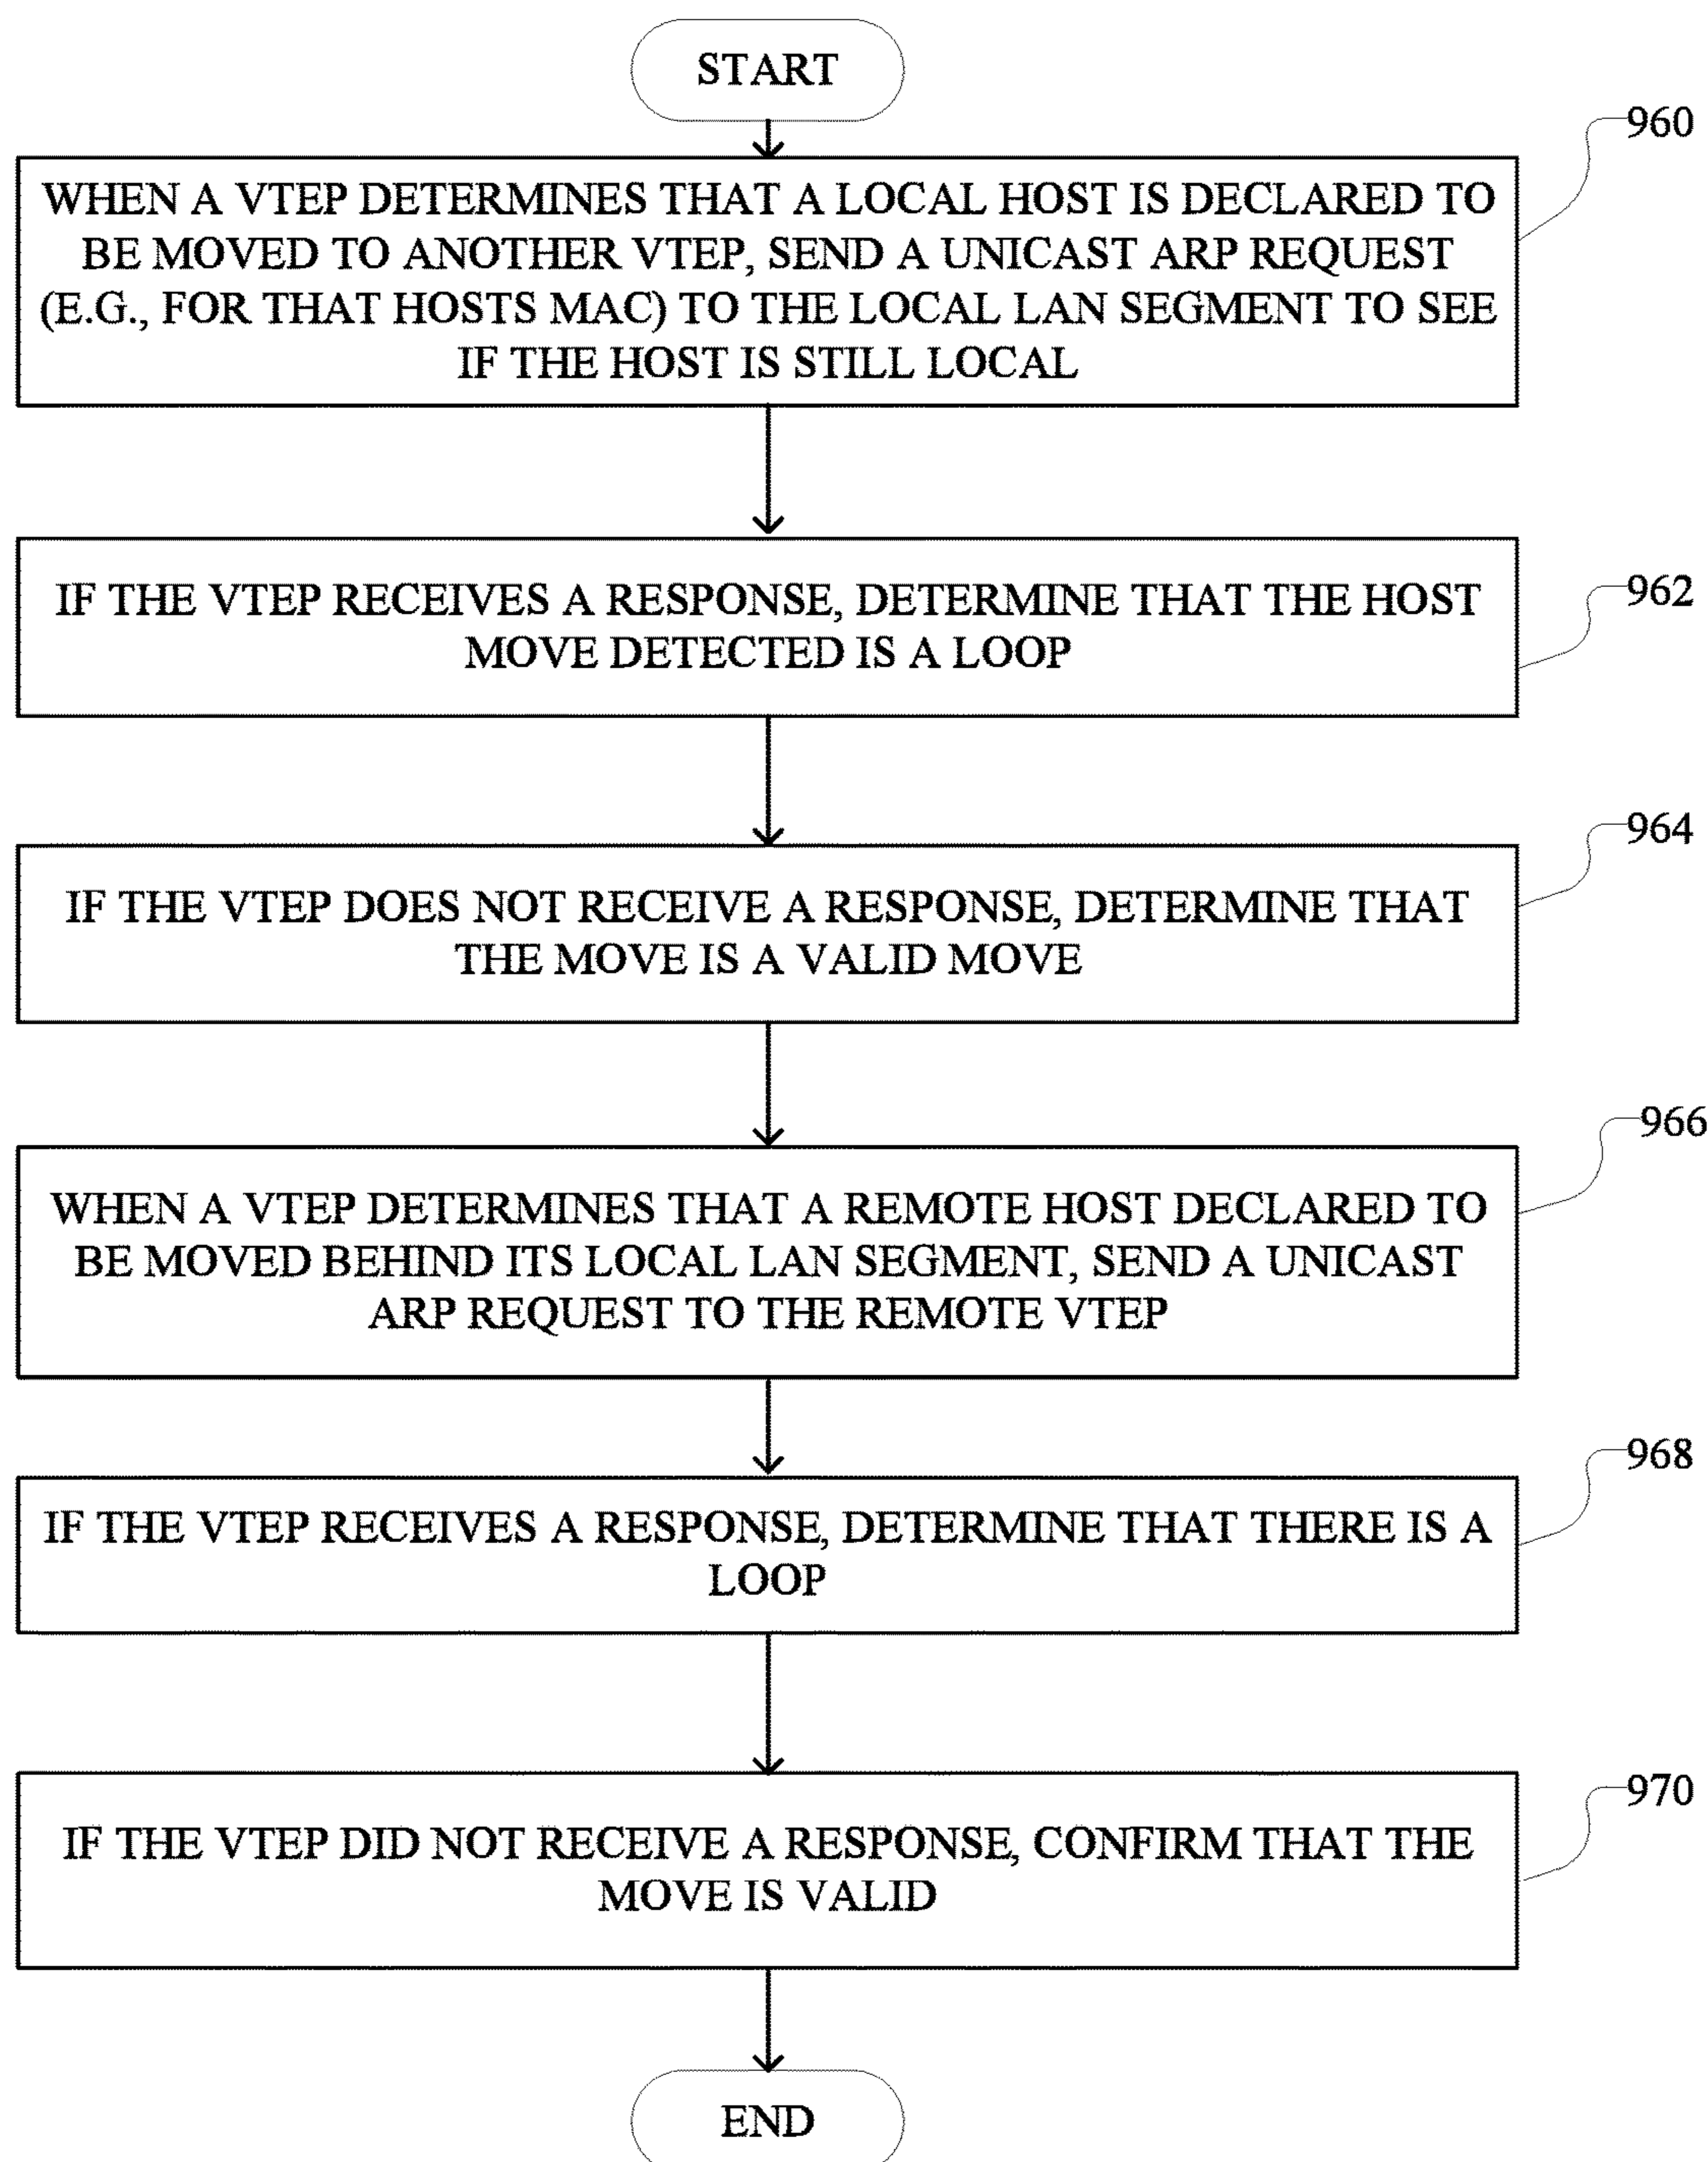 START
960
WHEN A VTEP DETERMINES THAT A LOCAL HOST IS DECLARED TO
BE MOVED TO ANOTHER VTEP, SEND A UNICAST ARP REQUEST
(E.G., FOR THAT HOSTS MAC) TO THE LOCAL LAN SEGMENT TO SEE
IF THE HOST IS STILL LOCAL
962
IF THE VTEP RECEIVES A RESPONSE, DETERMINE THAT THE HOST
MOVE DETECTED IS A LOOP
964
IF THE VTEP DOES NOT RECEIVE A RESPONSE, DETERMINE THAT
THE MOVE IS A VALID MOVE
966
WHEN A VTEP DETERMINES THAT A REMOTE HOST DECLARED TO
BE MOVED BEHIND ITS LOCAL LAN SEGMENT, SEND A UNICAST
ARP REQUEST TO THE REMOTE VTEP
968
IF THE VTEP RECEIVES A RESPONSE, DETERMINE THAT THERE IS A
LOOP
970
IF THE VTEP DID NOT RECEIVE A RESPONSE, CONFIRM THAT THE
MOVE IS VALID
END